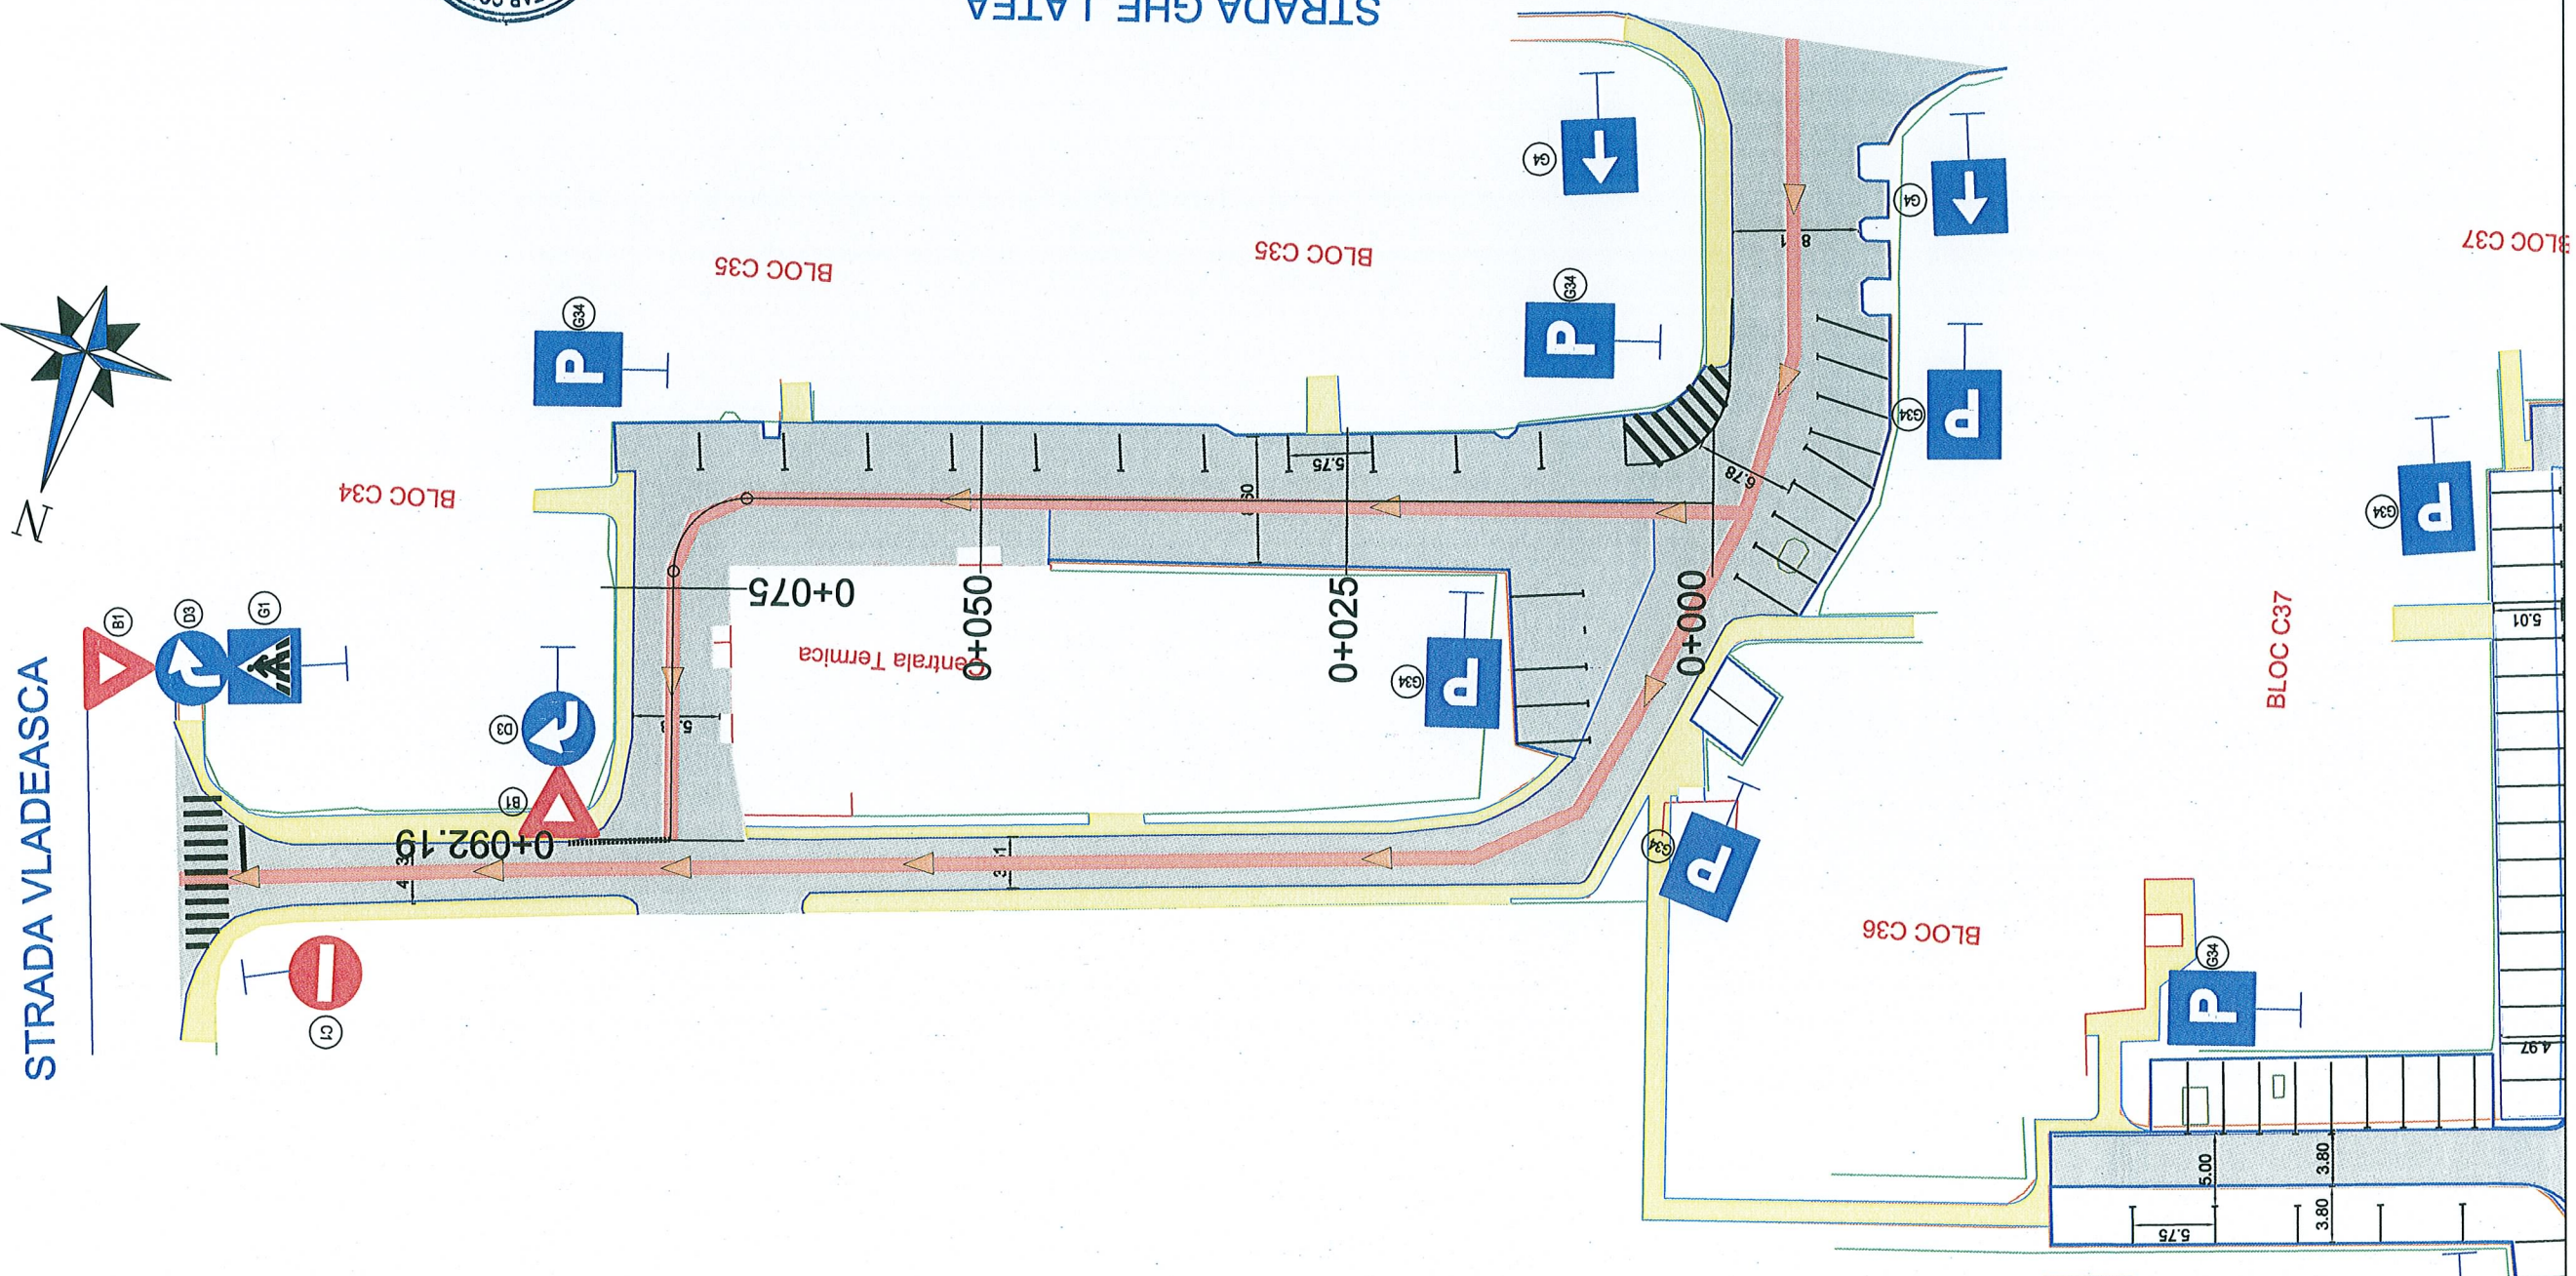 STRADA GHE LATEA
BLOC C35
BLOC C35
BLOC C37
BLOC C34
BLOC C37
BLOC C36
Centrala Termica
STRADA VLADEASCA
N
0+000
0+025
0+050
0+075
0+092.19
G4
G4
G34
P
G34
P
G34
P
G34
P
G34
P
G34
P
G34
P
B1
D3
G1
D3
B1
C1
6.78
5.75
5.01
4.97
5.00
3.80
3.80
5.75